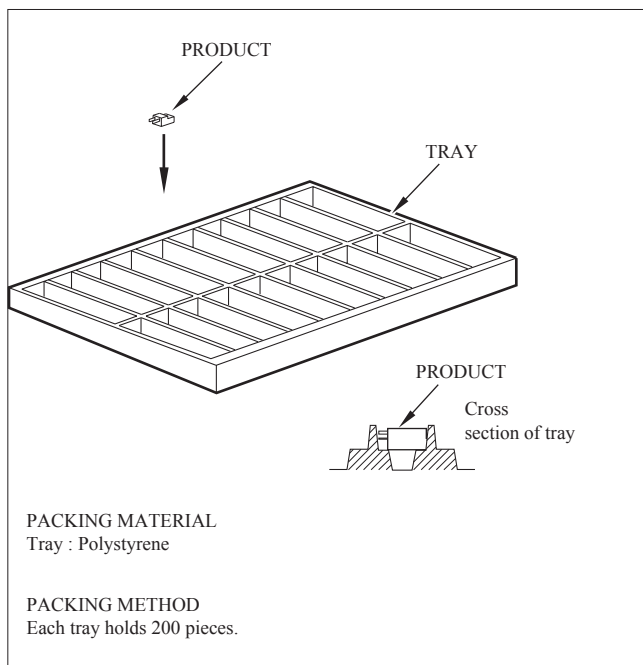 PRODUCT
TRAY
PRODUCT
Cross
section of tray
PACKING MATERIAL
Tray : Polystyrene
PACKING METHOD
Each tray holds 200 pieces.